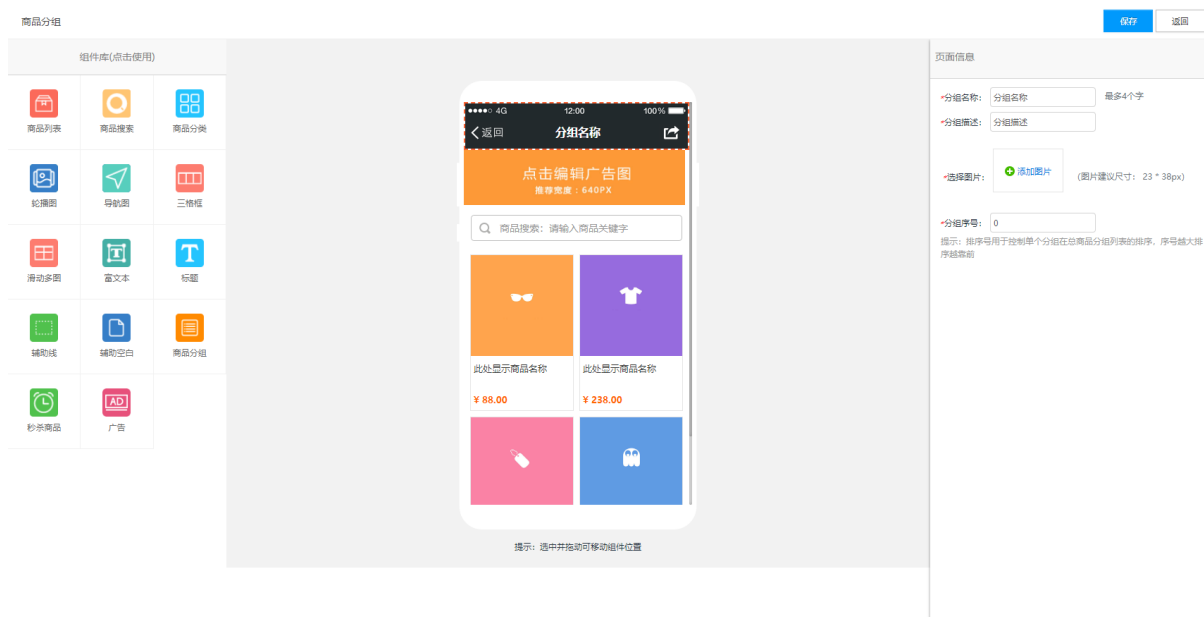 商品分组
保存
返回
组件库(点击使用)
商品列表
商品搜索
商品分类
轮播图
导航图
三格框
滑动多图
富文本
标题
辅助线
辅助空白
商品分组
秒杀商品
AD
广告
4G
12:00
100%
返回
分组名称
点击编辑广告图
推荐宽度：640PX
商品搜索：请输入商品关键字
此处显示商品名称
此处显示商品名称
¥ 88.00
¥ 238.00
提示：选中并拖动可移动组件位置
页面信息
*分组名称：
分组名称
最多4个字
*分组描述：
分组描述
*选择图片：
添加图片
(图片建议尺寸： 23 * 38px)
*分组序号：
0
提示：排序号用于控制单个分组在总商品分组列表的排序，序号越大排
序越靠前